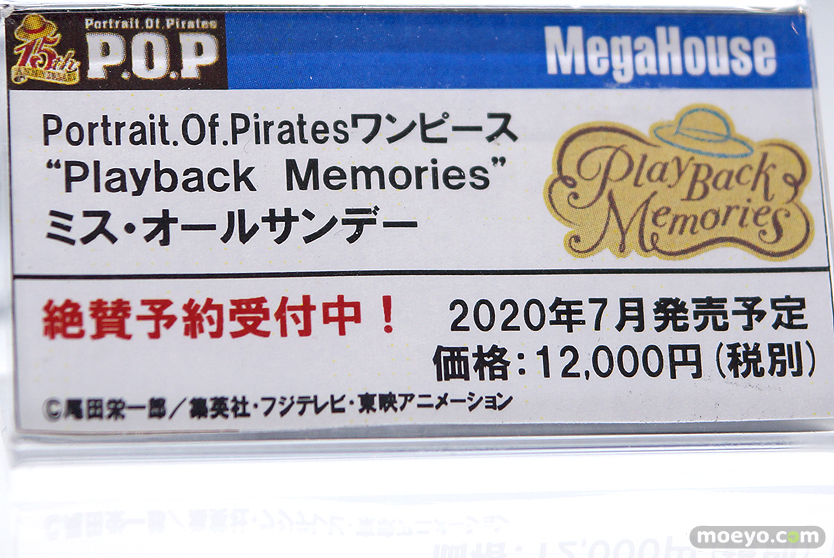 Portrait.Of.Pirates
15th
ANNIVERSARY
P.O.P
MegaHouse
Portrait.Of.Piratesワンピース
“Playback Memories”
ミス・オールサンデー
PlayBack
Memories
絶賛予約受付中！
2020年7月発売予定
価格：12,000円（税別）
©尾田栄一郎／集英社・フジテレビ・東映アニメーション
moeyo.com